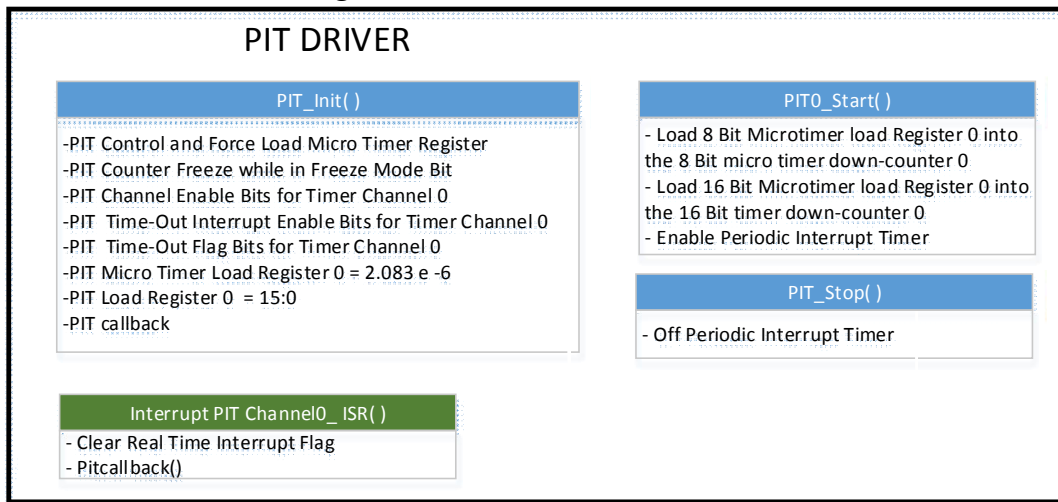 PIT DRIVER
PIT_Init( )
-PIT Control and Force Load Micro Timer Register
-PIT Counter Freeze while in Freeze Mode Bit
-PIT Channel Enable Bits for Timer Channel 0
-PIT  Time-Out Interrupt Enable Bits for Timer Channel 0
-PIT  Time-Out Flag Bits for Timer Channel 0
-PIT Micro Timer Load Register 0 = 2.083 e -6
-PIT Load Register 0  = 15:0
-PIT callback
PIT0_Start( )
- Load 8 Bit Microtimer load Register 0 into
the 8 Bit micro timer down-counter 0
- Load 16 Bit Microtimer load Register 0 into
the 16 Bit timer down-counter 0
- Enable Periodic Interrupt Timer
PIT_Stop( )
- Off Periodic Interrupt Timer
Interrupt PIT Channel0_ ISR( )
- Clear Real Time Interrupt Flag
- Pitcallback()